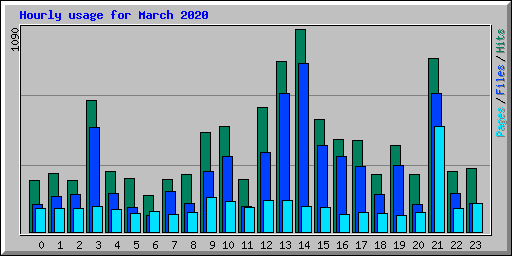 Hourly usage for March 2020
1090
Pages/Files/Hits
0 1 2 3 4 5 6 7 8 9 10 11 12 13 14 15 16 17 18 19 20 21 22 23